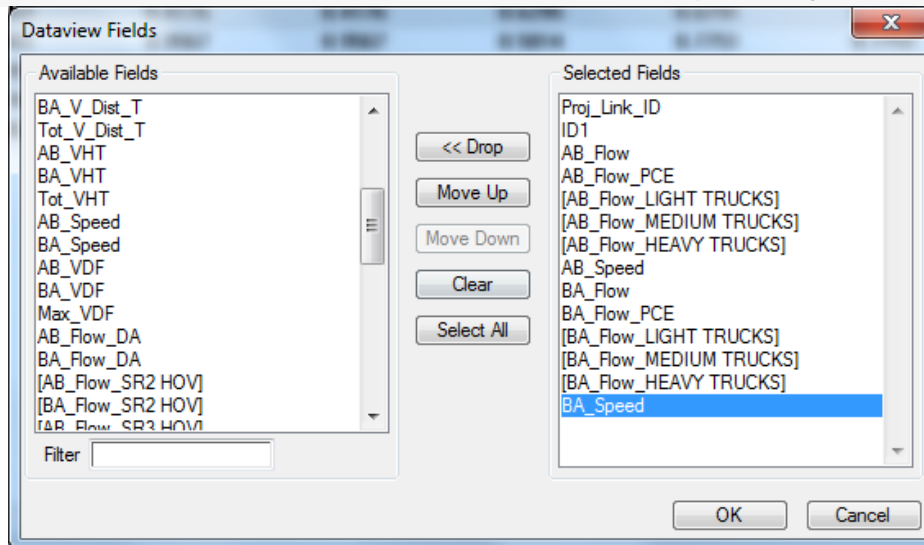 Dataview Fields
Available Fields
BA_V_Dist_T
Tot_V_Dist_T
AB_VHT
BA_VHT
Tot_VHT
AB_Speed
BA_Speed
AB_VDF
BA_VDF
Max_VDF
AB_Flow_DA
BA_Flow_DA
[AB_Flow_SR2 HOV]
[BA_Flow_SR2 HOV]
[AB_Flow_SR3 HOV]
Filter
<< Drop
Move Up
Move Down
Clear
Select All
Selected Fields
Proj_Link_ID
ID1
AB_Flow
AB_Flow_PCE
[AB_Flow_LIGHT TRUCKS]
[AB_Flow_MEDIUM TRUCKS]
[AB_Flow_HEAVY TRUCKS]
AB_Speed
BA_Flow
BA_Flow_PCE
[BA_Flow_LIGHT TRUCKS]
[BA_Flow_MEDIUM TRUCKS]
[BA_Flow_HEAVY TRUCKS]
BA_Speed
OK
Cancel